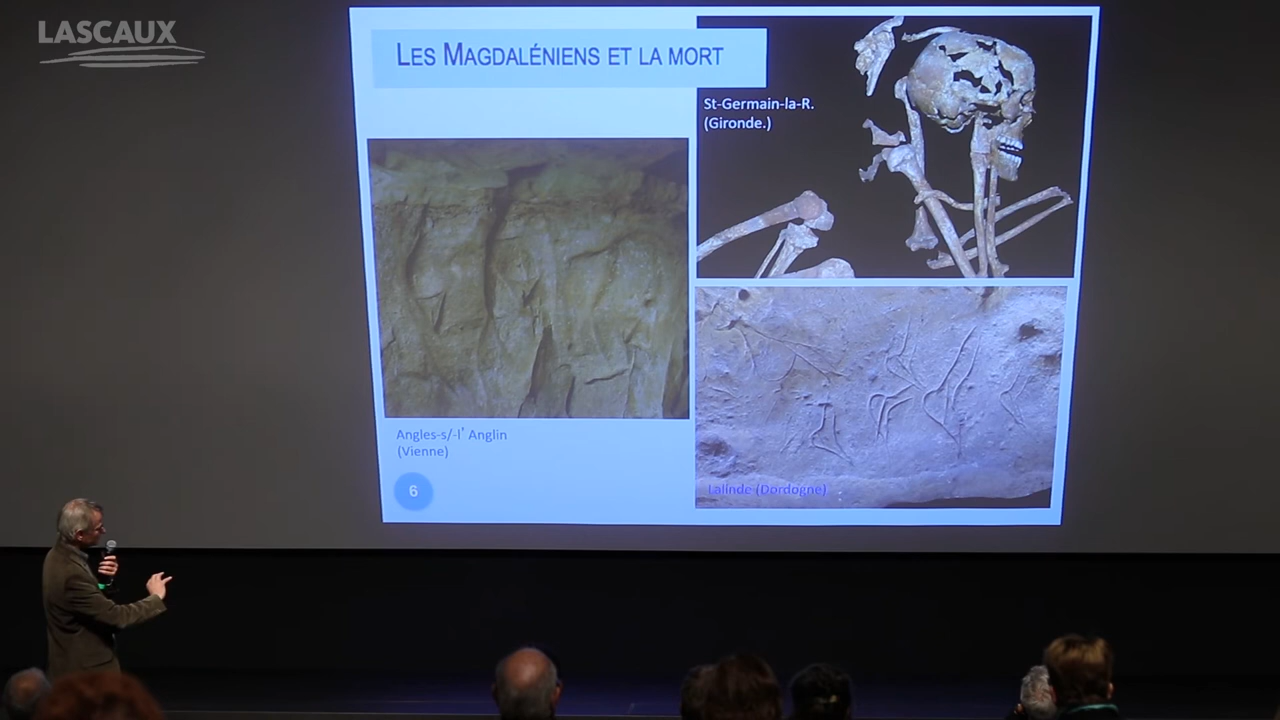 LASCAUX
LES MAGDALÉNIENS ET LA MORT
St-Germain-la-R.
(Gironde.)
Angles-s/-l' Anglin
(Vienne)
6
Lalinde (Dordogne)